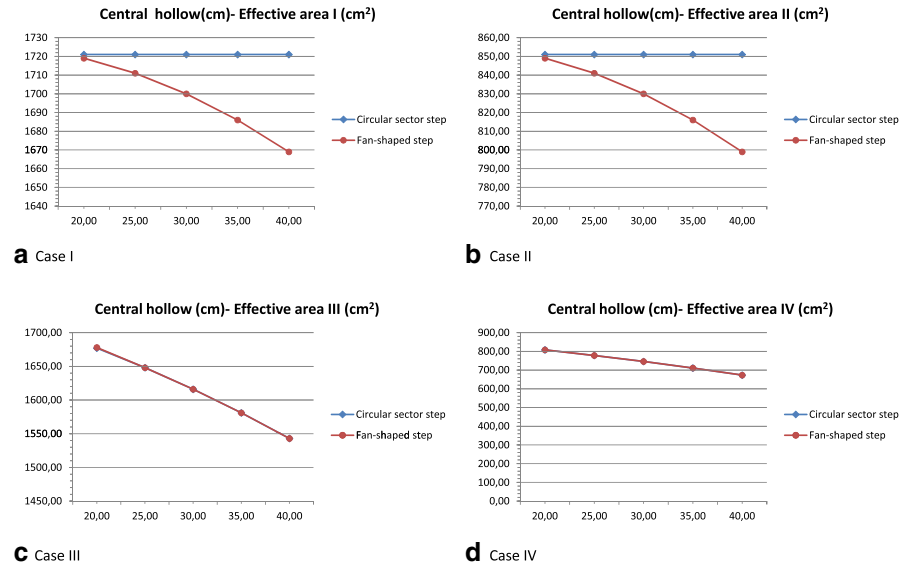 Central hollow(cm)- Effective area I (cm²)
1730
1720
1710
1700
1690
1680
1670
1660
1650
1640
20,00 25,00 30,00 35,00 40,00
Circular sector step
Fan-shaped step
a Case I
Central hollow(cm)- Effective area II (cm²)
860,00
850,00
840,00
830,00
820,00
810,00
800,00
790,00
780,00
770,00
20,00 25,00 30,00 35,00 40,00
Circular sector step
Fan-shaped step
b Case II
Central hollow (cm)- Effective area III (cm²)
1700,00
1650,00
1600,00
1550,00
1500,00
1450,00
20,00 25,00 30,00 35,00 40,00
Circular sector step
Fan-shaped step
c Case III
Central hollow (cm)- Effective area IV (cm²)
900,00
800,00
700,00
600,00
500,00
400,00
300,00
200,00
100,00
0,00
20,00 25,00 30,00 35,00 40,00
Circular sector step
Fan-shaped step
d Case IV